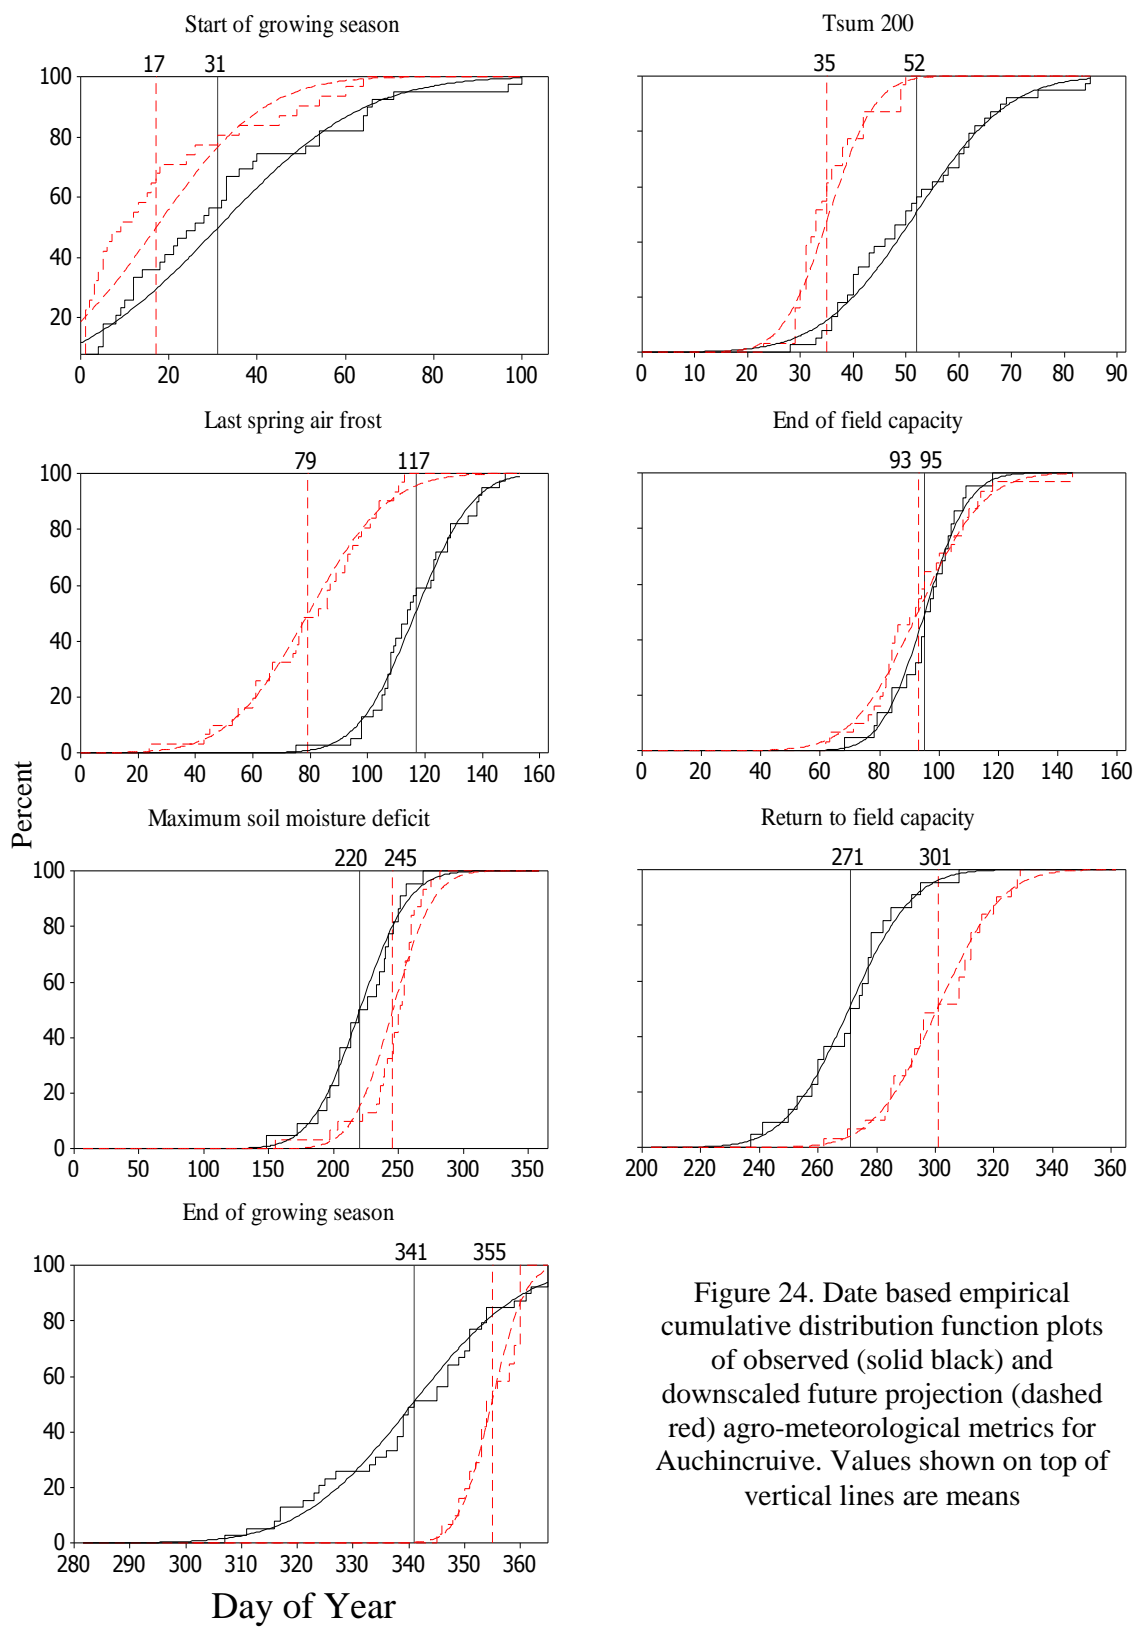 Start of growing season
17 31
100
80
60
40
20
0 20 40 60 80 100
Tsum 200
35 52
0 10 20 30 40 50 60 70 80 90
Last spring air frost
79 117
100
80
60
40
20
0
0 20 40 60 80 100 120 140 160
End of field capacity
93 95
0 20 40 60 80 100 120 140 160
Percent
Maximum soil moisture deficit
220 245
100
80
60
40
20
0
0 50 100 150 200 250 300 350
Return to field capacity
271 301
200 220 240 260 280 300 320 340 360
End of growing season
341 355
100
80
60
40
20
0
280 290 300 310 320 330 340 350 360
Day of Year
Figure 24. Date based empirical
cumulative distribution function plots
of observed (solid black) and
downscaled future projection (dashed
red) agro-meteorological metrics for
Auchincruive. Values shown on top of
vertical lines are means